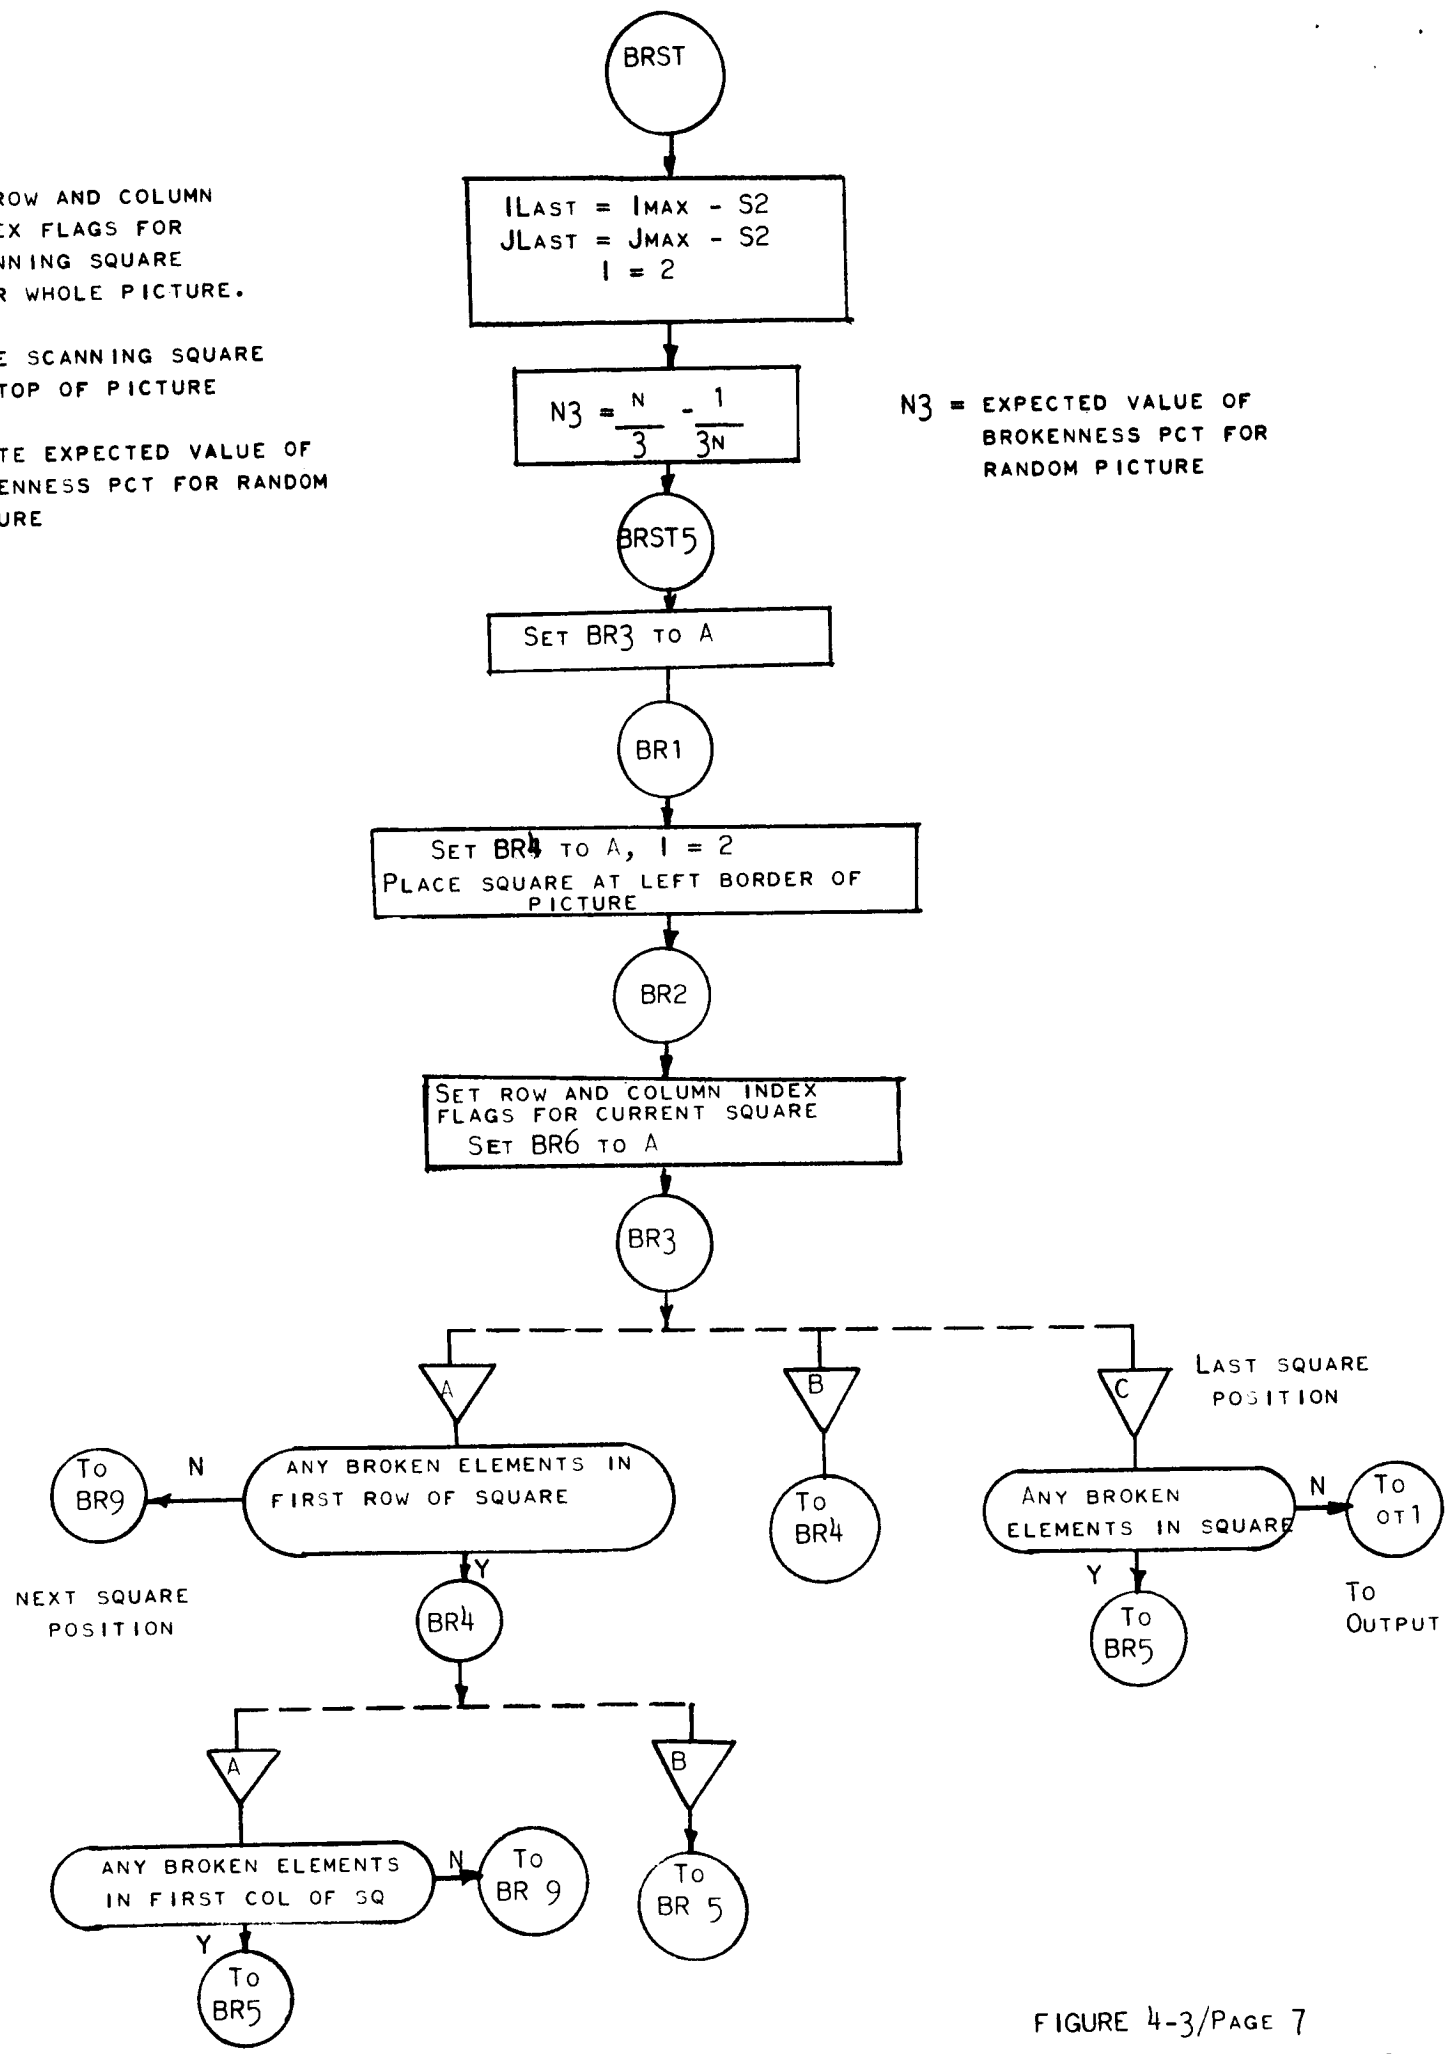 BRST
ROW AND COLUMN
EX FLAGS FOR
NNING SQUARE
R WHOLE PICTURE.
E SCANNING SQUARE
TOP OF PICTURE
TE EXPECTED VALUE OF
ENNESS PCT FOR RANDOM
URE
ILAST = IMAX - S2
JLAST = JMAX - S2
I = 2
N3 = N/3 - 1/3N
N3 = EXPECTED VALUE OF
BROKENNESS PCT FOR
RANDOM PICTURE
BRST5
SET BR3 TO A
BR1
SET BR4 TO A, I = 2
PLACE SQUARE AT LEFT BORDER OF
PICTURE
BR2
SET ROW AND COLUMN INDEX
FLAGS FOR CURRENT SQUARE
SET BR6 TO A
BR3
A
B
C
LAST SQUARE
POSITION
TO
BR9
N
ANY BROKEN ELEMENTS IN
FIRST ROW OF SQUARE
Y
TO
BR4
ANY BROKEN
ELEMENTS IN SQUARE
N
TO
OT1
Y
TO
BR5
TO
OUTPUT
NEXT SQUARE
POSITION
BR4
A
B
ANY BROKEN ELEMENTS
IN FIRST COL OF SQ
N
TO
BR 9
TO
BR 5
Y
TO
BR5
FIGURE 4-3/PAGE 7